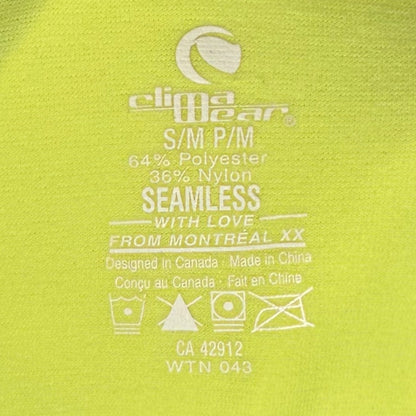 clima
wear®
S/M P/M
64% Polyester
36% Nylon
SEAMLESS
WITH LOVE
FROM MONTRÉAL XX
Designed in Canada · Made in China
Conçu au Canada · Fait en Chine
CA 42912
WTN 043